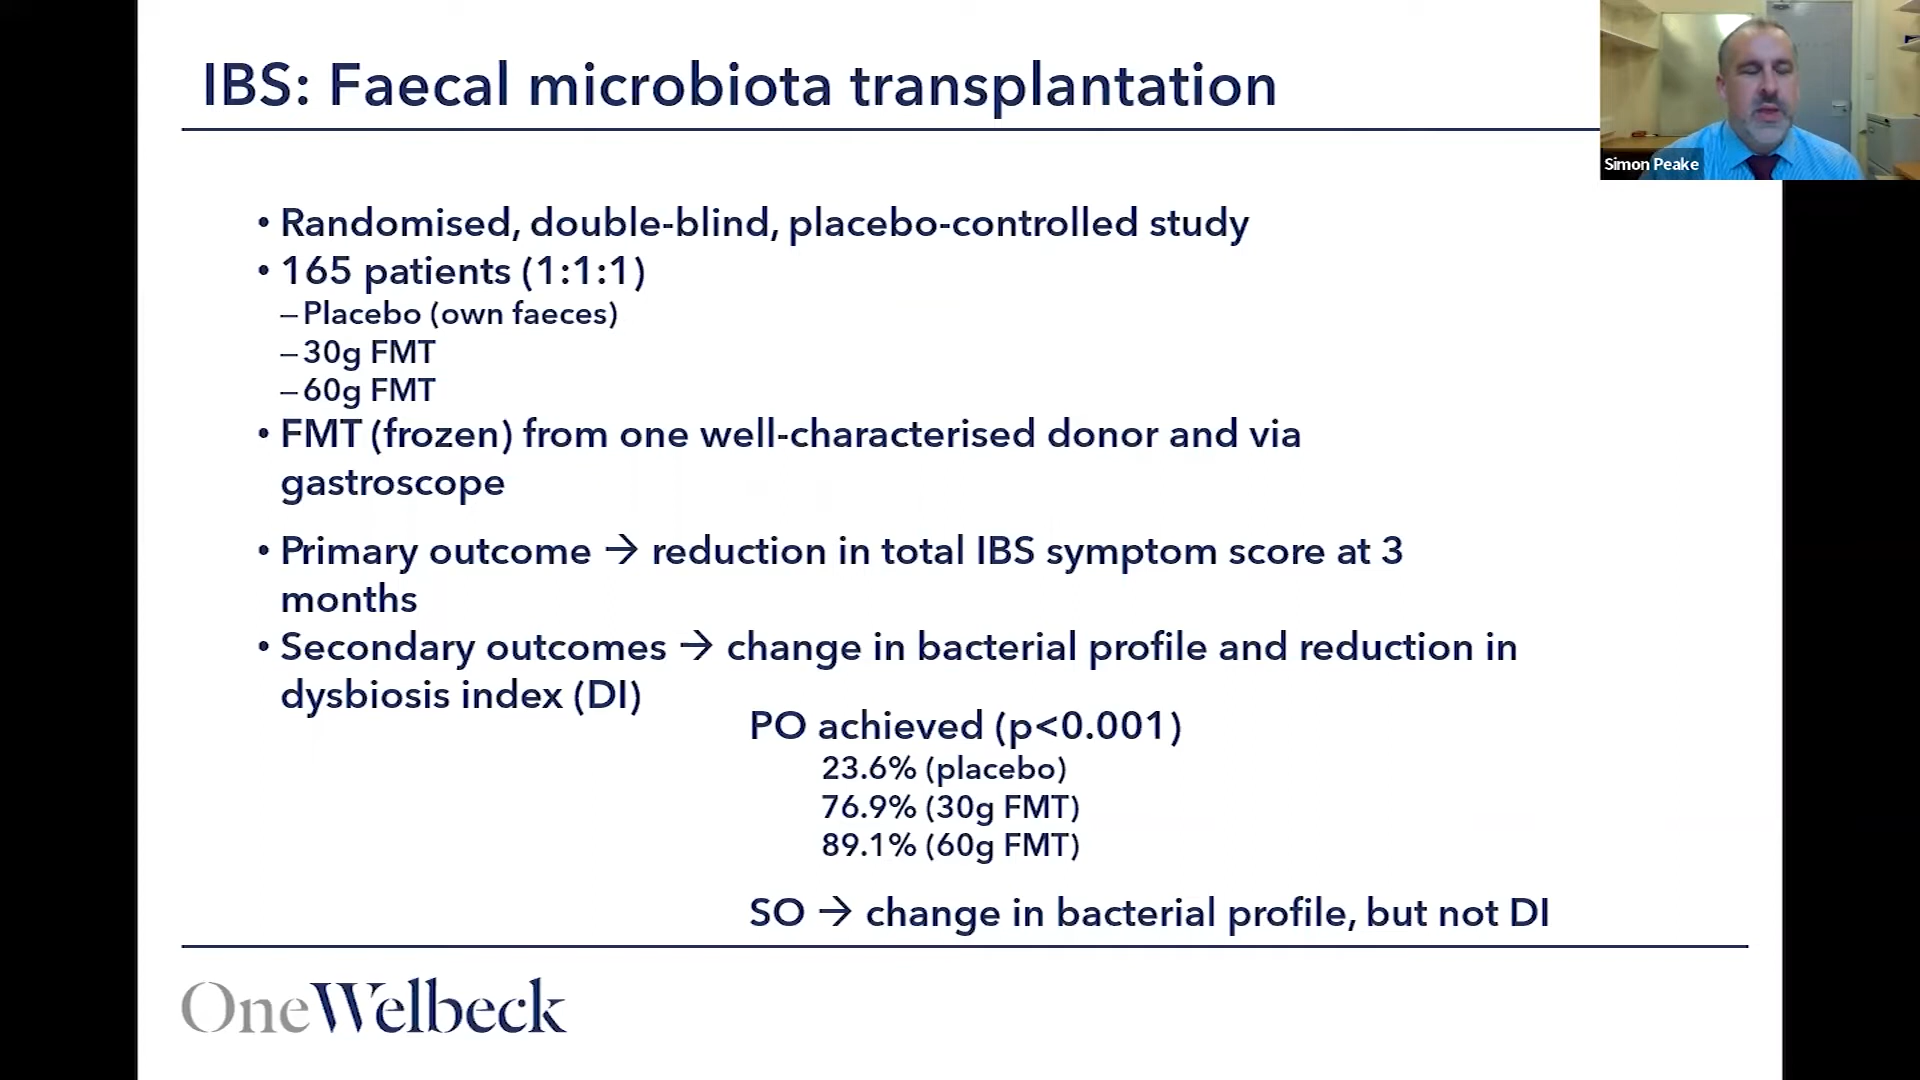 IBS: Faecal microbiota transplantation
Simon Peake
• Randomised, double-blind, placebo-controlled study
• 165 patients (1:1:1)
– Placebo (own faeces)
– 30g FMT
– 60g FMT
• FMT (frozen) from one well-characterised donor and via
gastroscope
• Primary outcome → reduction in total IBS symptom score at 3
months
• Secondary outcomes → change in bacterial profile and reduction in
dysbiosis index (DI)
PO achieved (p<0.001)
23.6% (placebo)
76.9% (30g FMT)
89.1% (60g FMT)
SO → change in bacterial profile, but not DI
OneWelbeck